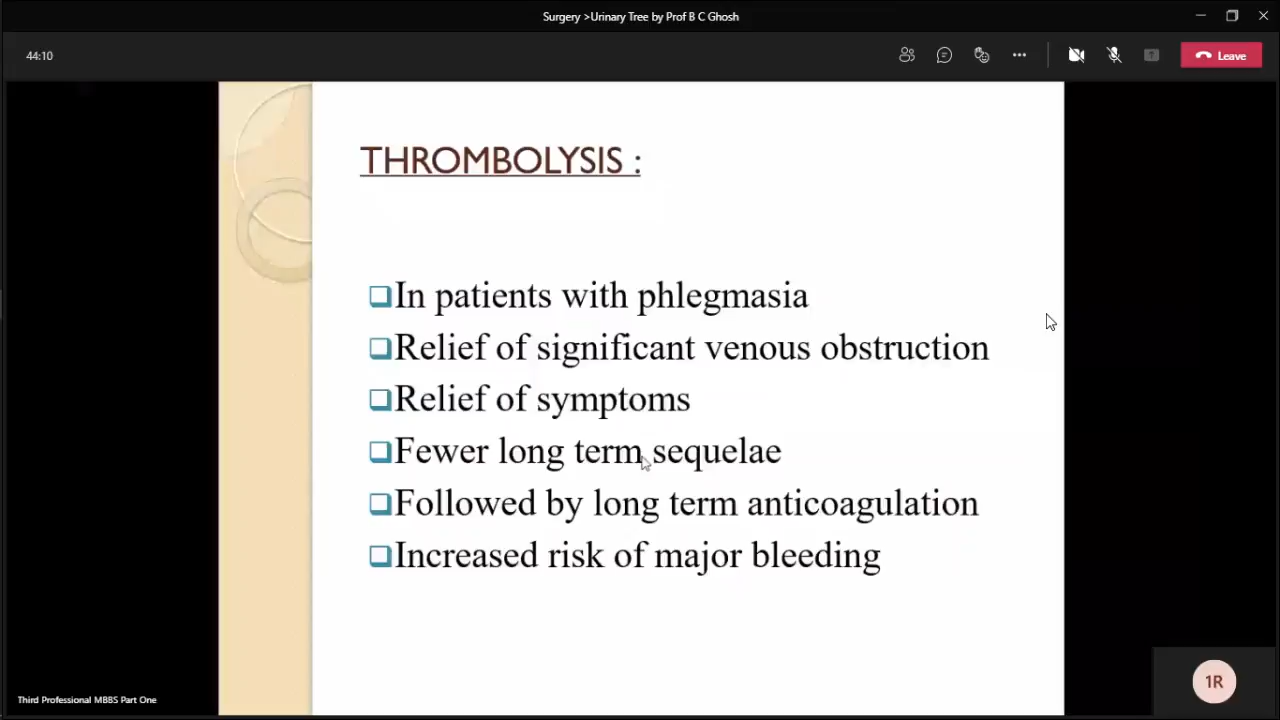 Surgery >Urinary Tree by Prof B C Ghosh
44:10
Leave
THROMBOLYSIS :
In patients with phlegmasia
Relief of significant venous obstruction
Relief of symptoms
Fewer long term sequelae
Followed by long term anticoagulation
Increased risk of major bleeding
Third Professional MBBS Part One
1R